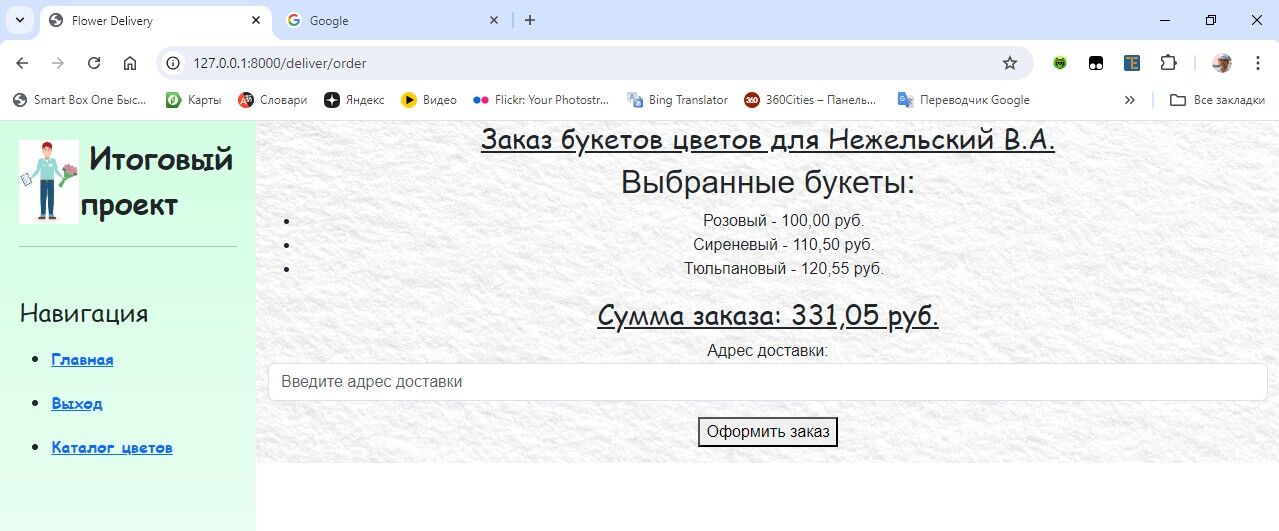 Flower Delivery
Google
127.0.0.1:8000/deliver/order
Smart Box One Быс...
Карты
Словари
Яндекс
Видео
Flickr: Your Photostr...
Bing Translator
360Cities – Панель...
Переводчик Google
Все закладки
Итоговый
проект
Навигация
Главная
Выход
Каталог цветов
Заказ букетов цветов для Нежельский В.А.
Выбранные букеты:
Розовый - 100,00 руб.
Сиреневый - 110,50 руб.
Тюльпановый - 120,55 руб.
Сумма заказа: 331,05 руб.
Адрес доставки:
Введите адрес доставки
Оформить заказ